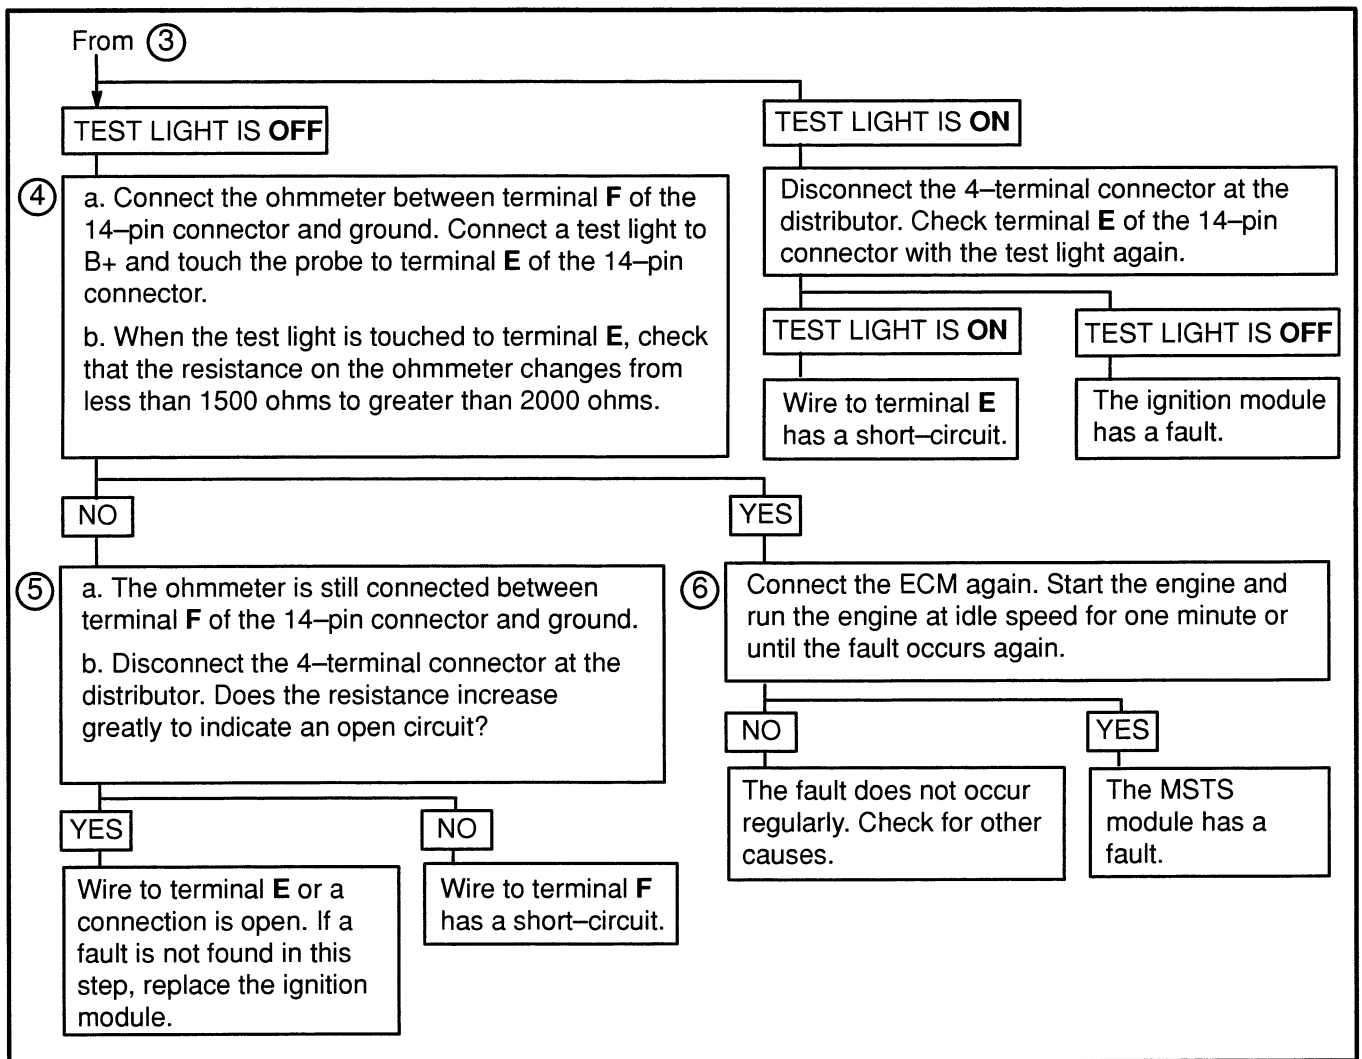 From 3
TEST LIGHT IS OFF
TEST LIGHT IS ON
4
a. Connect the ohmmeter between terminal F of the
14–pin connector and ground. Connect a test light to
B+ and touch the probe to terminal E of the 14–pin
connector.
b. When the test light is touched to terminal E, check
that the resistance on the ohmmeter changes from
less than 1500 ohms to greater than 2000 ohms.
Disconnect the 4–terminal connector at the
distributor. Check terminal E of the 14–pin
connector with the test light again.
TEST LIGHT IS ON
TEST LIGHT IS OFF
Wire to terminal E
has a short–circuit.
The ignition module
has a fault.
NO
YES
5
a. The ohmmeter is still connected between
terminal F of the 14–pin connector and ground.
b. Disconnect the 4–terminal connector at the
distributor. Does the resistance increase
greatly to indicate an open circuit?
6
Connect the ECM again. Start the engine and
run the engine at idle speed for one minute or
until the fault occurs again.
YES
NO
Wire to terminal E or a
connection is open. If a
fault is not found in this
step, replace the ignition
module.
Wire to terminal F
has a short–circuit.
NO
YES
The fault does not occur
regularly. Check for other
causes.
The MSTS
module has a
fault.